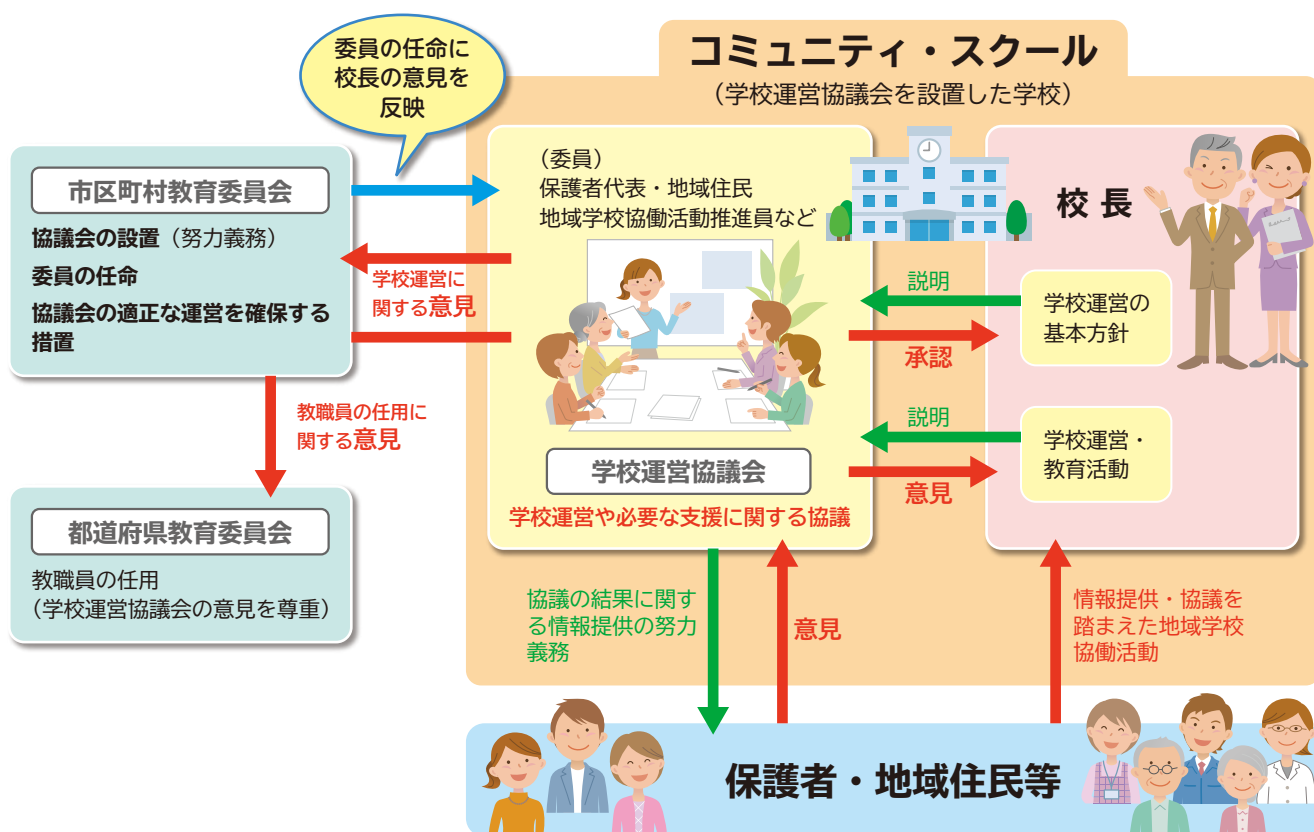 コミュニティ・スクール
（学校運営協議会を設置した学校）
委員の任命に
校長の意見を
反映
市区町村教育委員会
協議会の設置（努力義務）
委員の任命
協議会の適正な運営を確保する
措置
学校運営に
関する意見
教職員の任用に
関する意見
都道府県教育委員会
教職員の任用
（学校運営協議会の意見を尊重）
（委員）
保護者代表・地域住民
地域学校協働活動推進員など
学校運営協議会
学校運営や必要な支援に関する協議
校長
説明
学校運営の
基本方針
承認
説明
学校運営・
教育活動
意見
協議の結果に関す
る情報提供の努力
義務
意見
情報提供・協議を
踏まえた地域学校
協働活動
保護者・地域住民等